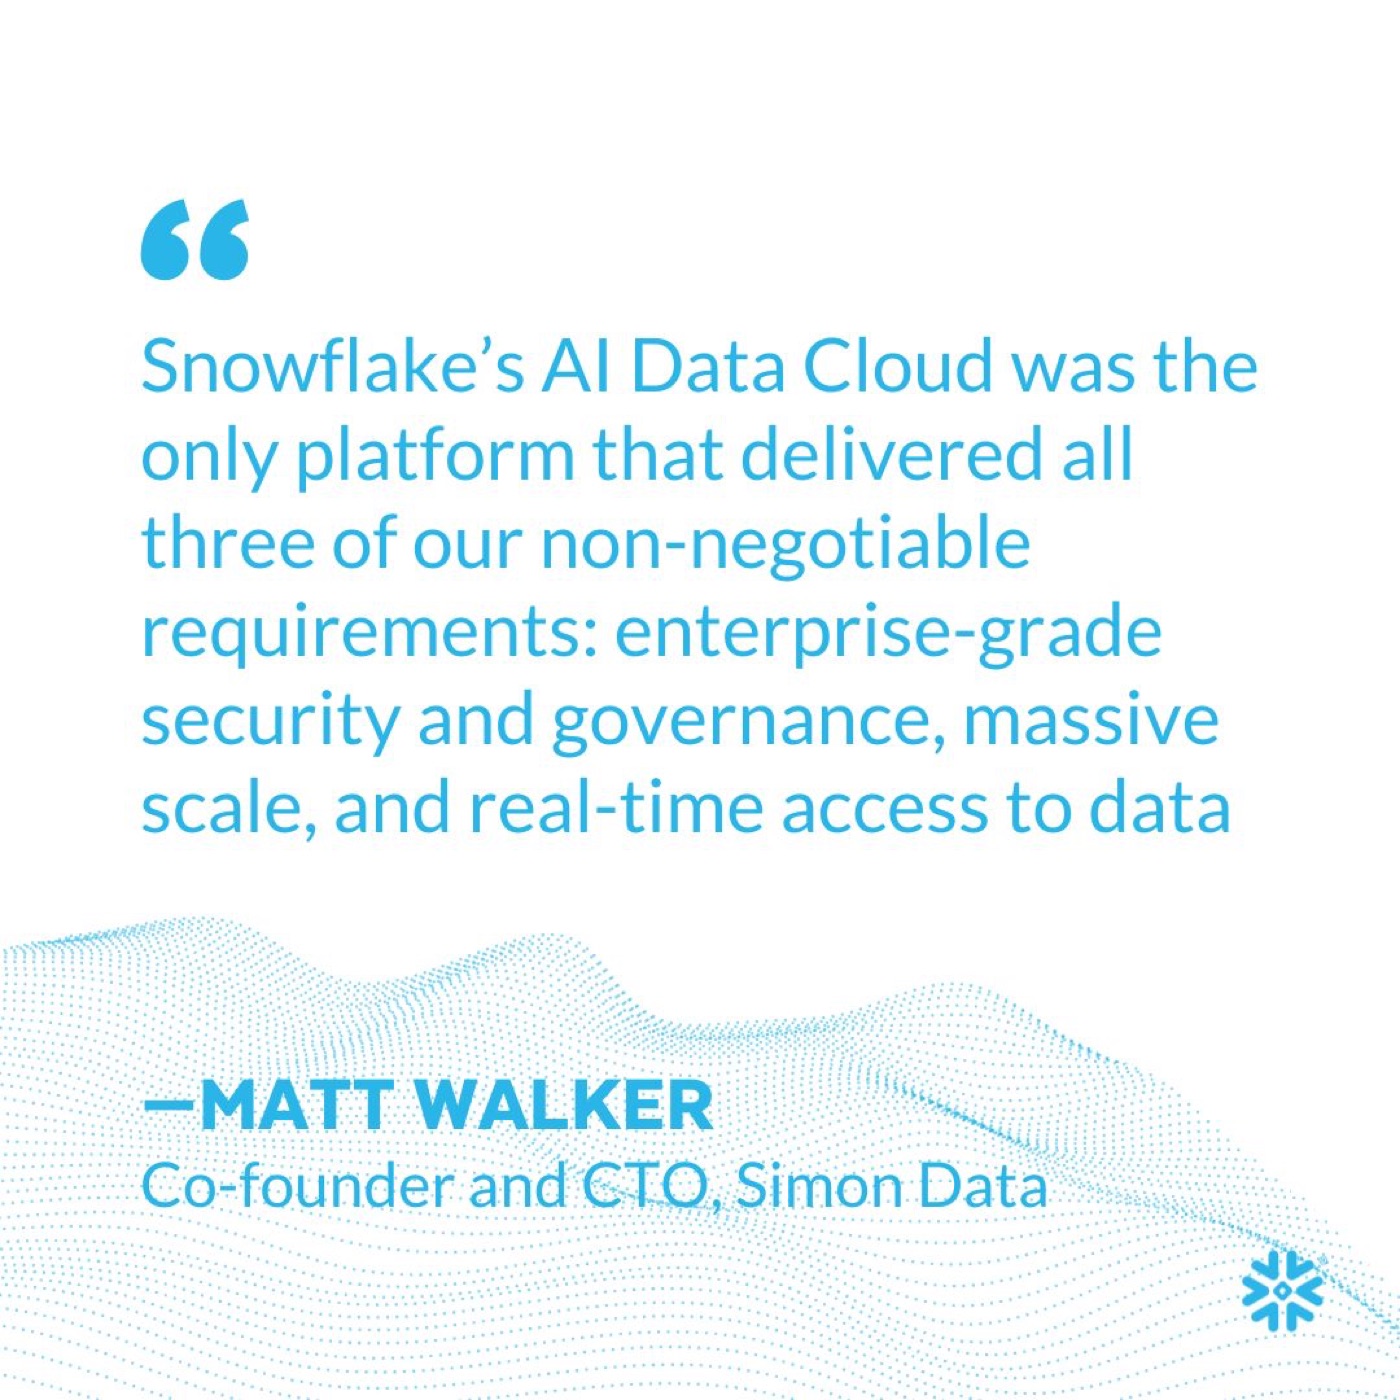 “
Snowflake’s AI Data Cloud was the
only platform that delivered all
three of our non-negotiable
requirements: enterprise-grade
security and governance, massive
scale, and real-time access to data
—MATT WALKER
Co-founder and CTO, Simon Data